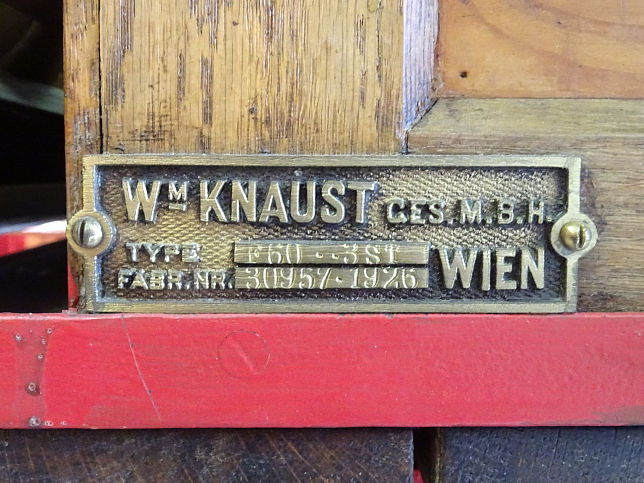 WM KNAUST GES.M.B.H.
TYPE F60--3ST
FABR.NR. 30957-1926 WIEN